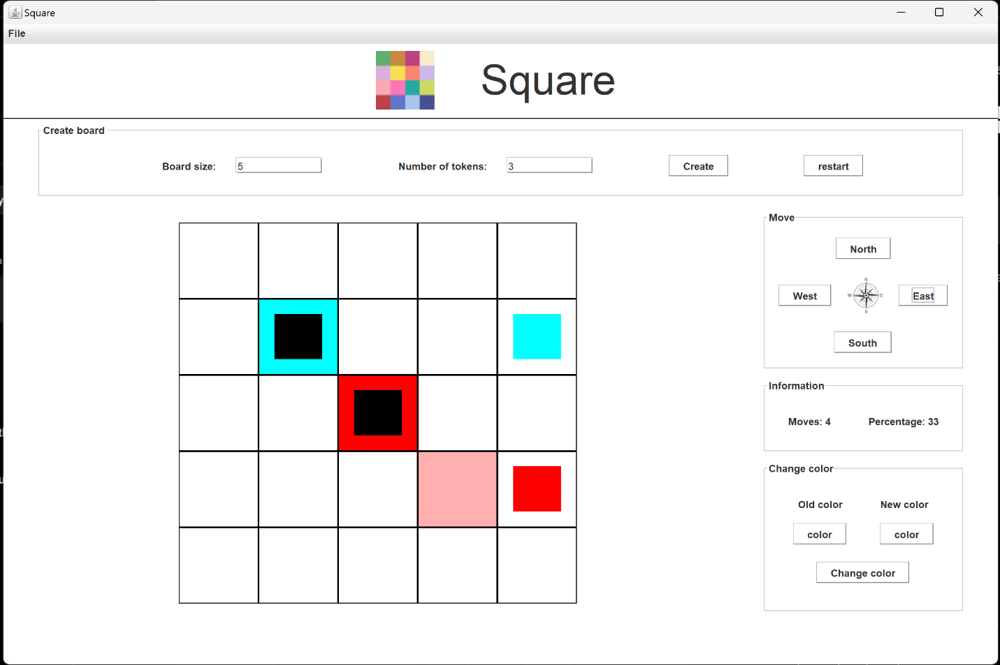 Square
File
Square
Create board
Board size: 5 Number of tokens: 3 Create restart
Move
North
N
West W E East
S
South
Information
Moves: 4 Percentage: 33
Change color
Old color New color
color color
Change color